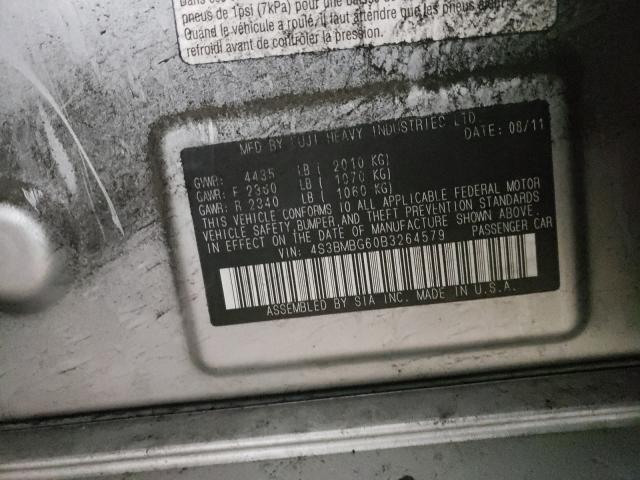 pneus de 1psi (7kPa) pour une
Quand le véhicule a roulé, il faut attendre que les pneus aient
refroidi avant de contrôler la pression.
MFD BY FUJI HEAVY INDUSTRIES LTD.
DATE: 08/11
GVWR: 4435 LB ( 2010 KG)
GAWR: F 2360 LB ( 1070 KG)
GAWR: R 2340 LB ( 1060 KG)
THIS VEHICLE CONFORMS TO ALL APPLICABLE FEDERAL MOTOR
VEHICLE SAFETY, BUMPER, AND THEFT PREVENTION STANDARDS
IN EFFECT ON THE DATE OF MANUFACTURE SHOWN ABOVE.
VIN: 4S3BMBG60B3264579 PASSENGER CAR
ASSEMBLED BY SIA INC. MADE IN U.S.A.